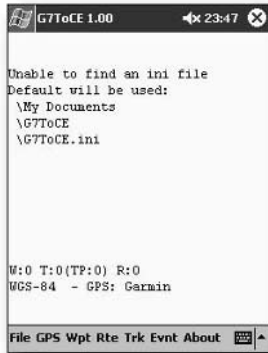 G7ToCE 1.00 23:47
Unable to find an ini file
Default will be used:
\My Documents
\G7ToCE
\G7ToCE.ini
W:0 T:0(TP:0) R:0
WGS-84 - GPS: Garmin
File GPS Wpt Rte Trk Evnt About